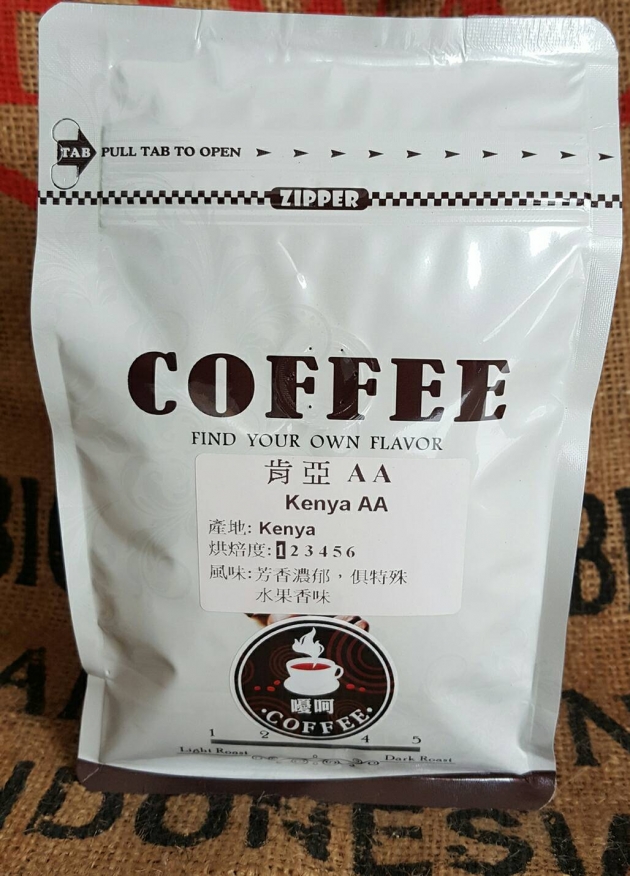 TAB PULL TAB TO OPEN
ZIPPER
COFFEE
FIND YOUR OWN FLAVOR
肯亞 AA
Kenya AA
產地: Kenya
烘焙度: 1 2 3 4 5 6
風味: 芳香濃郁，俱特殊
水果香味
COFFEE
1 2 4 5
Light Roast Dark Roast